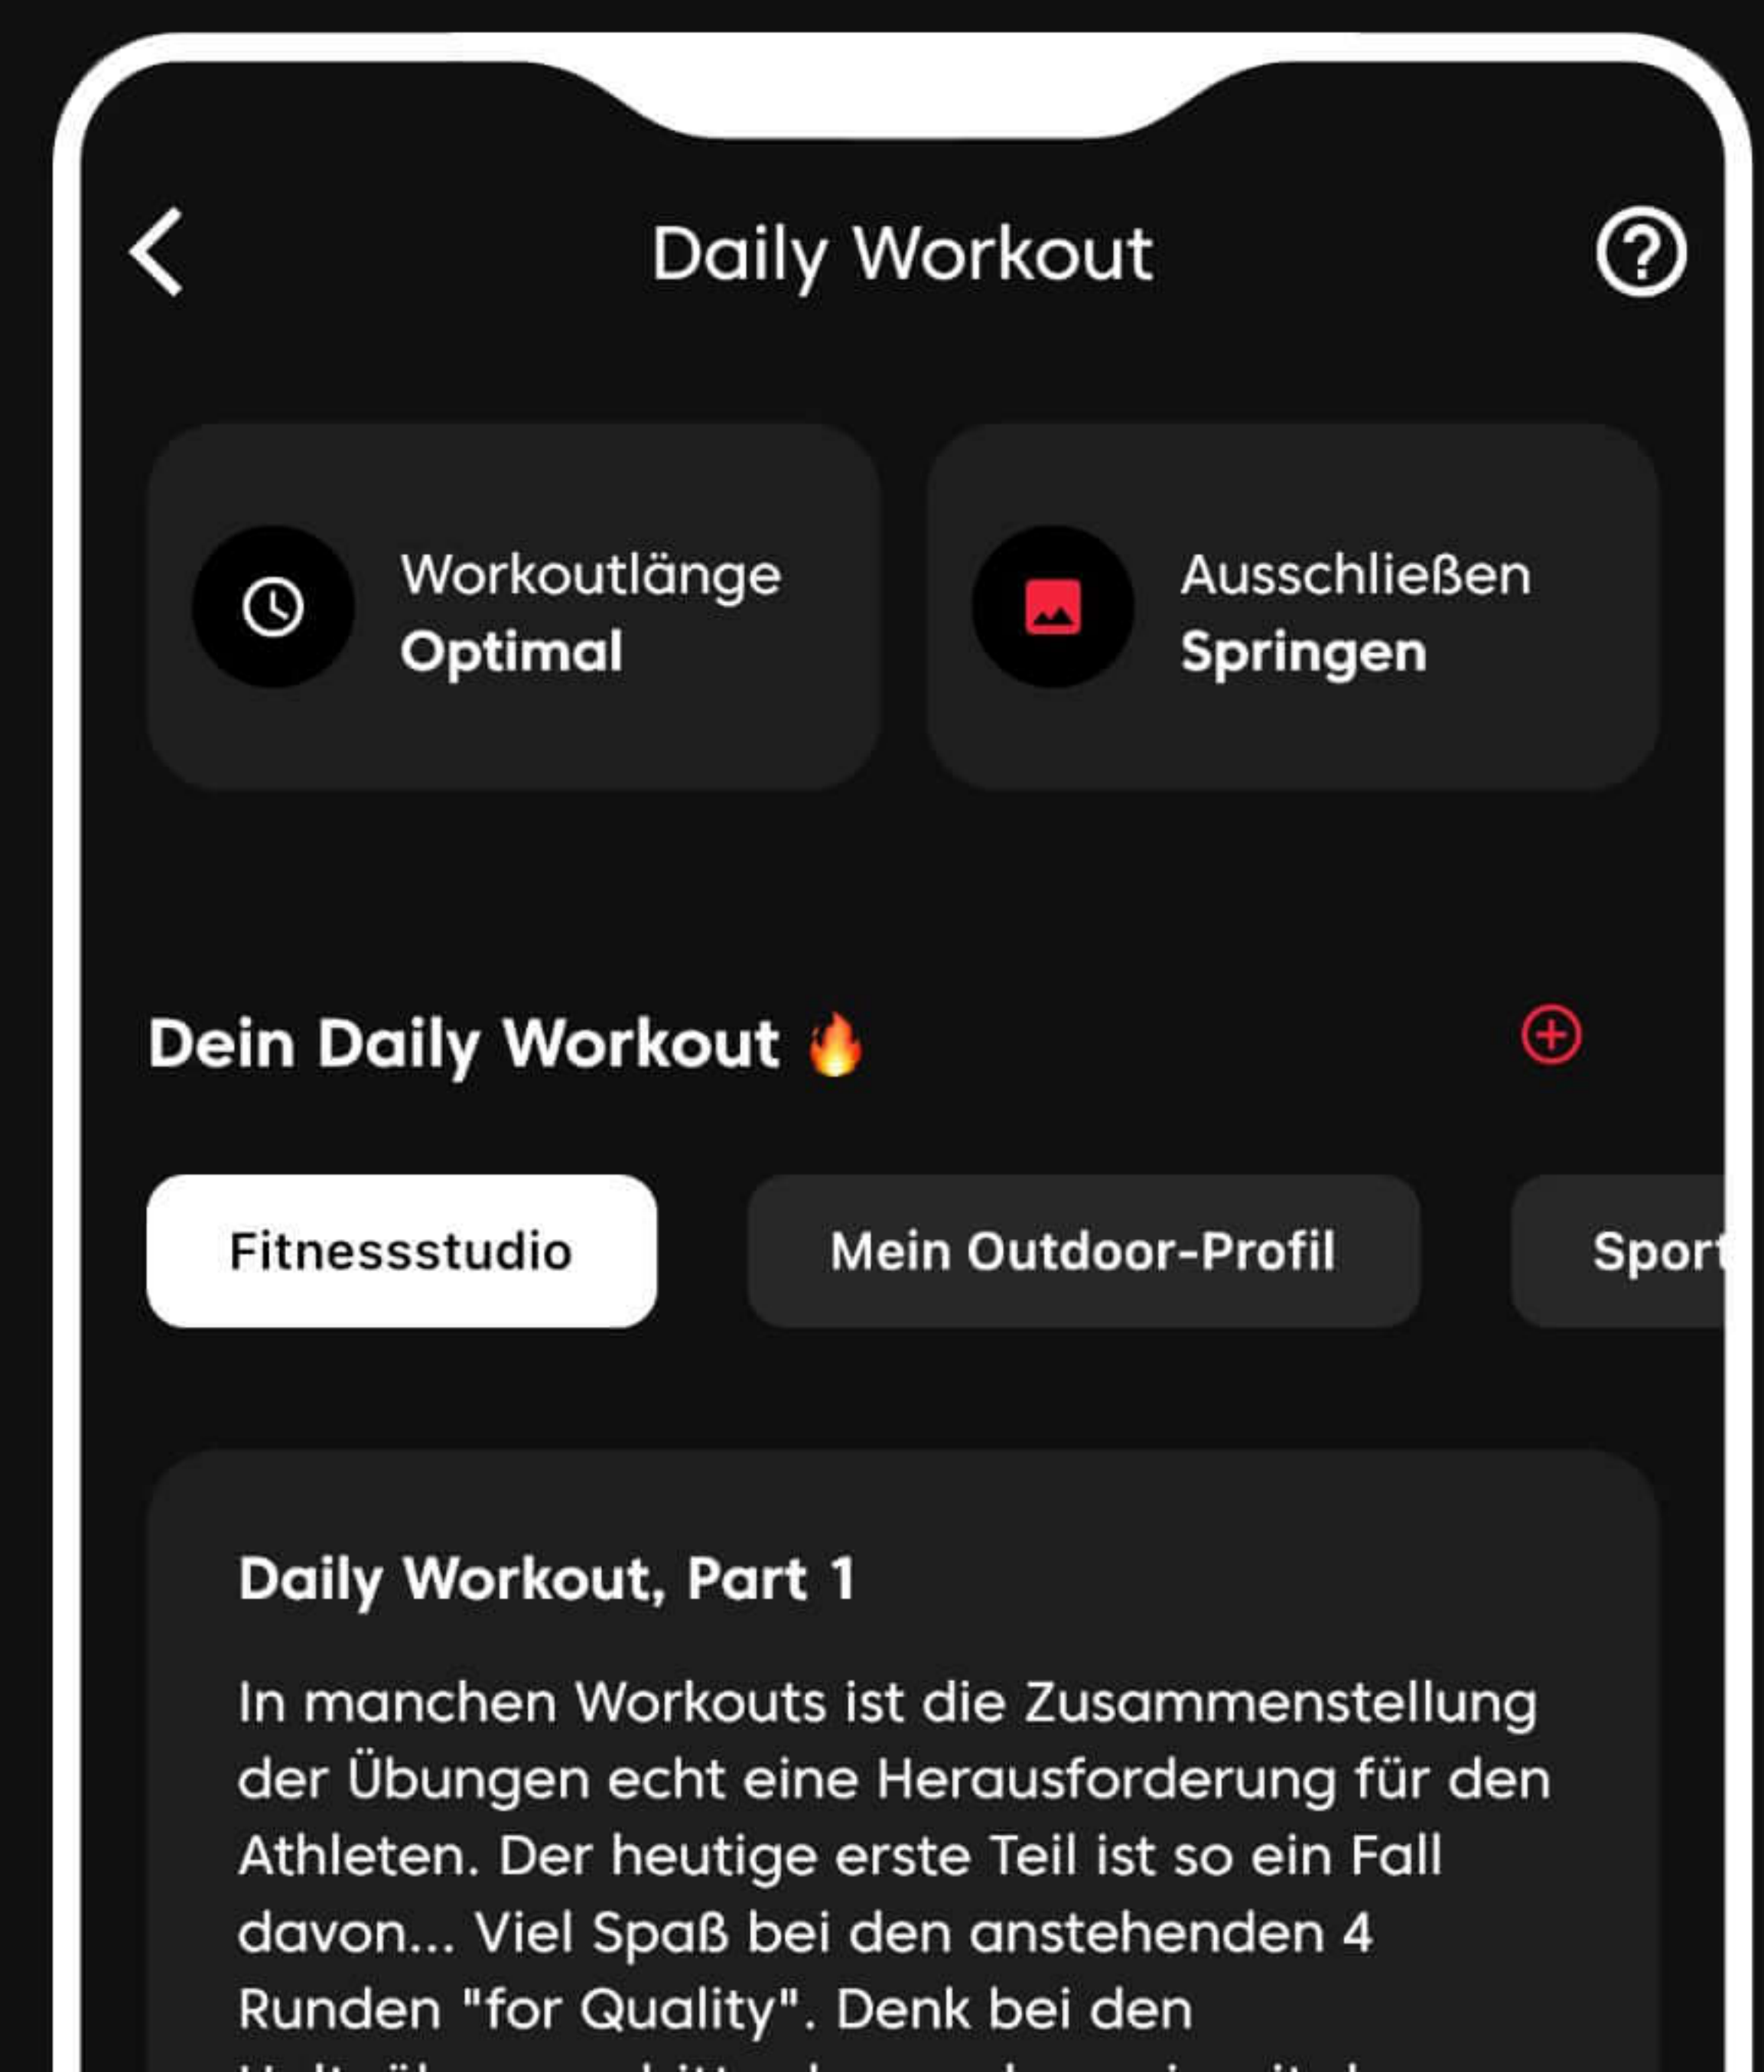 Daily Workout
Workoutlänge
Optimal
Ausschließen
Springen
Dein Daily Workout 🔥
Fitnessstudio
Mein Outdoor-Profil
Daily Workout, Part 1
In manchen Workouts ist die Zusammenstellung
der Übungen echt eine Herausforderung für den
Athleten. Der heutige erste Teil ist so ein Fall
davon... Viel Spaß bei den anstehenden 4
Runden "for Quality". Denk bei den